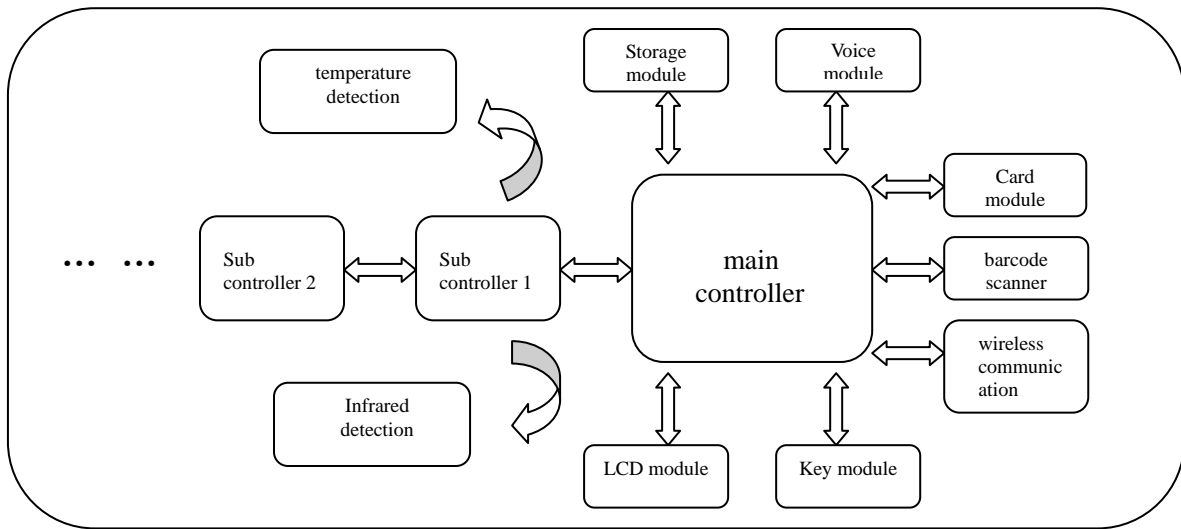 Storage
module
Voice
module
temperature
detection
Card
module
… …
Sub
controller 2
Sub
controller 1
main
controller
barcode
scanner
wireless
communic
ation
Infrared
detection
LCD module
Key module